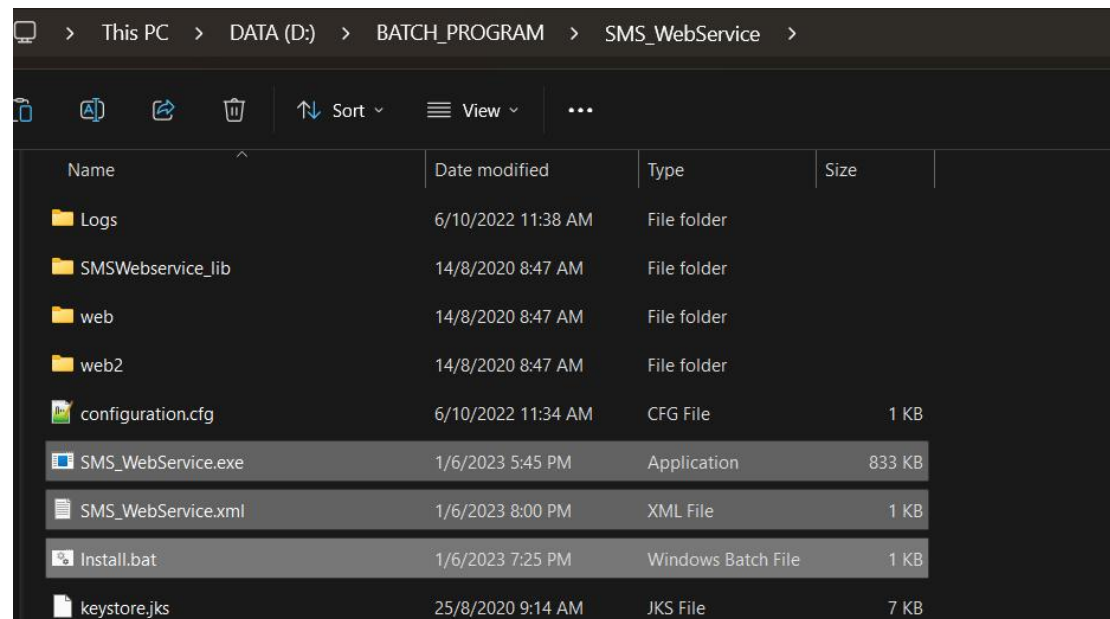 > This PC > DATA (D:) > BATCH_PROGRAM > SMS_WebService >
Sort View
Name Date modified Type Size
Logs 6/10/2022 11:38 AM File folder
SMSWebservice_lib 14/8/2020 8:47 AM File folder
web 14/8/2020 8:47 AM File folder
web2 14/8/2020 8:47 AM File folder
configuration.cfg 6/10/2022 11:34 AM CFG File 1 KB
SMS_WebService.exe 1/6/2023 5:45 PM Application 833 KB
SMS_WebService.xml 1/6/2023 8:00 PM XML File 1 KB
Install.bat 1/6/2023 7:25 PM Windows Batch File 1 KB
keystore.jks 25/8/2020 9:14 AM JKS File 7 KB